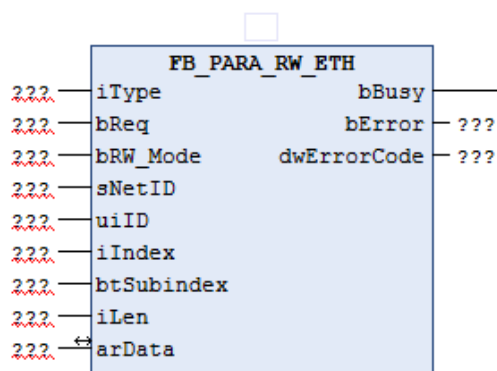 FB_PARA_RW_ETH
??? iType bBusy
??? bReq bError ???
??? bRW_Mode dwErrorCode ???
??? sNetID
??? uiID
??? iIndex
??? btSubindex
??? iLen
??? arData